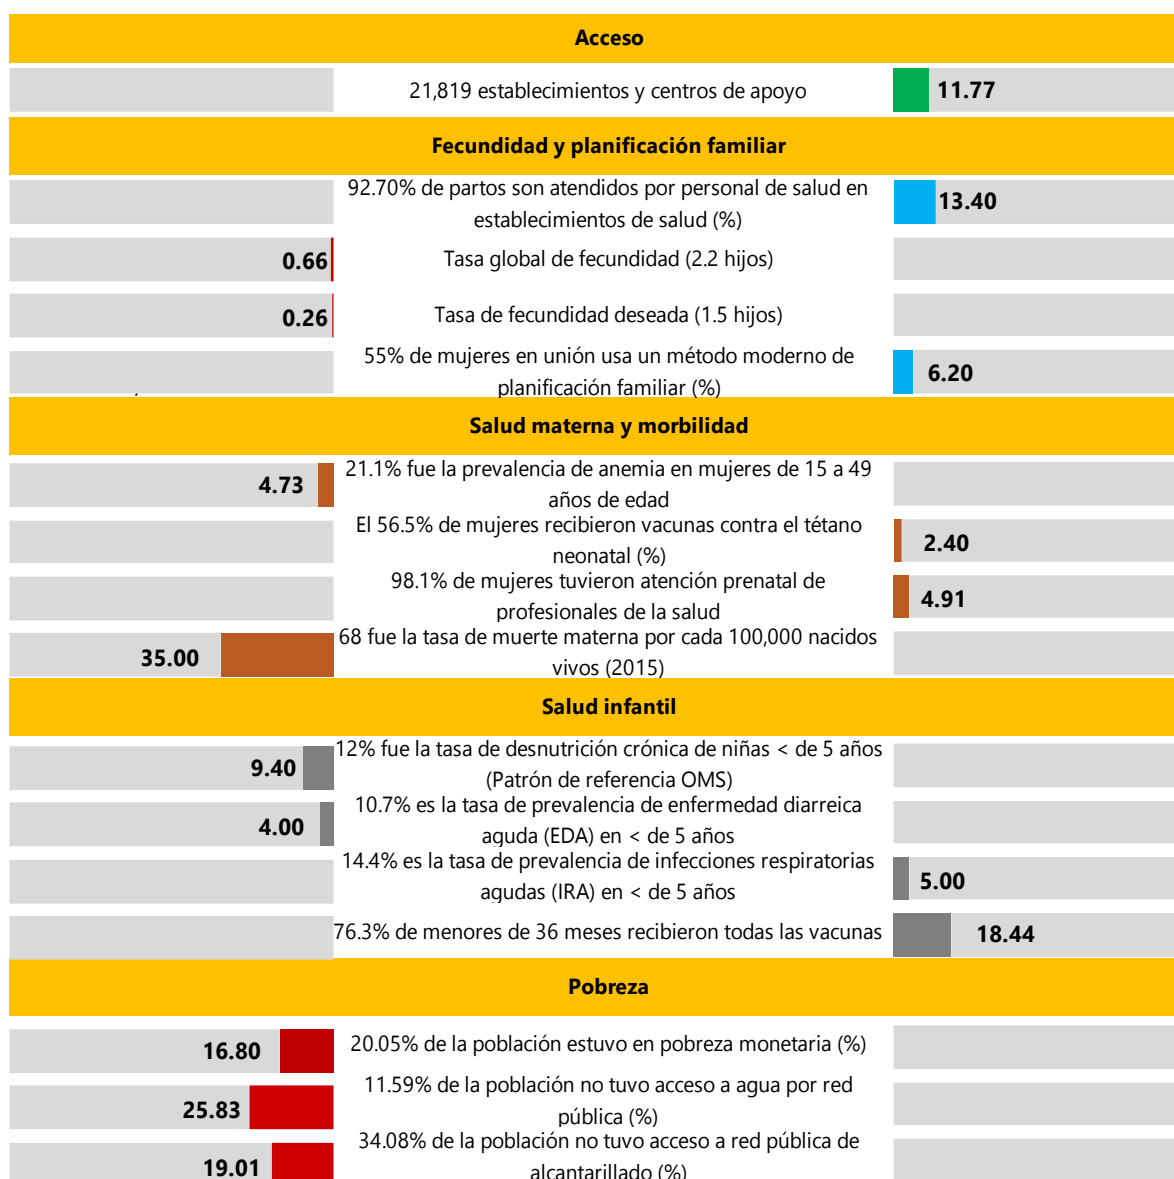 Acceso
21,819 establecimientos y centros de apoyo
11.77
Fecundidad y planificación familiar
92.70% de partos son atendidos por personal de salud en
establecimientos de salud (%)
13.40
0.66
Tasa global de fecundidad (2.2 hijos)
0.26
Tasa de fecundidad deseada (1.5 hijos)
55% de mujeres en unión usa un método moderno de
planificación familiar (%)
6.20
Salud materna y morbilidad
4.73
21.1% fue la prevalencia de anemia en mujeres de 15 a 49
años de edad
El 56.5% de mujeres recibieron vacunas contra el tétano
neonatal (%)
2.40
98.1% de mujeres tuvieron atención prenatal de
profesionales de la salud
4.91
35.00
68 fue la tasa de muerte materna por cada 100,000 nacidos
vivos (2015)
Salud infantil
9.40
12% fue la tasa de desnutrición crónica de niñas < de 5 años
(Patrón de referencia OMS)
4.00
10.7% es la tasa de prevalencia de enfermedad diarreica
aguda (EDA) en < de 5 años
14.4% es la tasa de prevalencia de infecciones respiratorias
agudas (IRA) en < de 5 años
5.00
76.3% de menores de 36 meses recibieron todas las vacunas
18.44
Pobreza
16.80
20.05% de la población estuvo en pobreza monetaria (%)
25.83
11.59% de la población no tuvo acceso a agua por red
pública (%)
19.01
34.08% de la población no tuvo acceso a red pública de
alcantarillado (%)